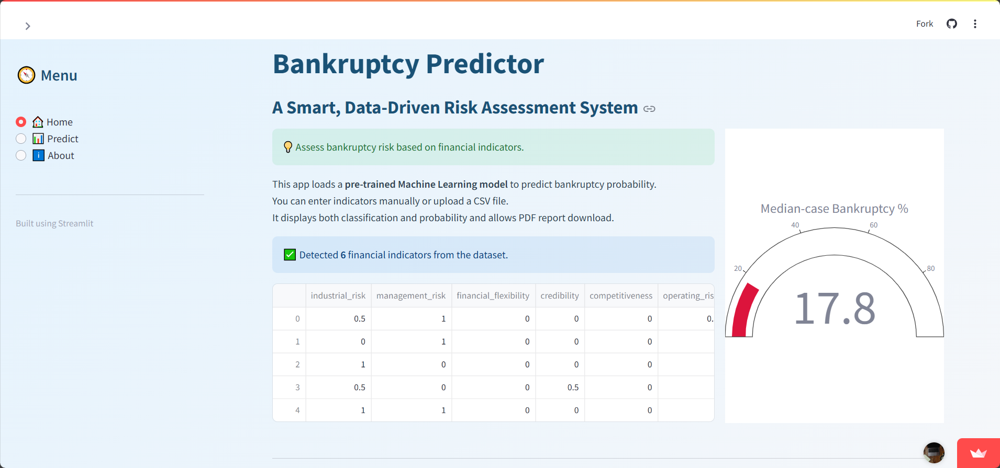 Fork
Menu
Home
Predict
About
Built using Streamlit
Bankruptcy Predictor
A Smart, Data-Driven Risk Assessment System
Assess bankruptcy risk based on financial indicators.
This app loads a pre-trained Machine Learning model to predict bankruptcy probability.
You can enter indicators manually or upload a CSV file.
It displays both classification and probability and allows PDF report download.
Detected 6 financial indicators from the dataset.
industrial_risk management_risk financial_flexibility credibility competitiveness operating_ris
0 0.5 1 0 0 0 0.
1 0 1 0 0 0
2 1 0 0 0 0
3 0.5 0 0 0.5 0
4 1 1 0 0 0
Median-case Bankruptcy %
20 40 60 80
17.8